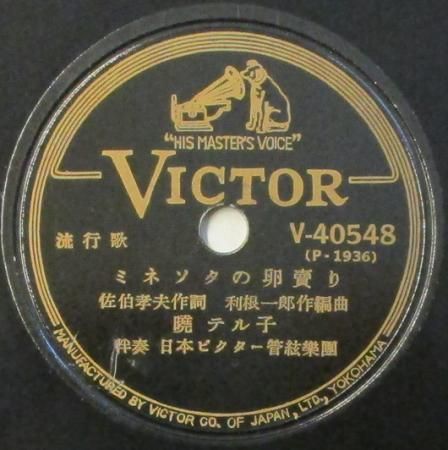 "HIS MASTER'S VOICE"
VICTOR
流行歌
V-40548
(P-1936)
ミネソタの卵賣り
佐伯孝夫作詞 利根一郎作編曲
暁テル子
伴奏 日本ビクター管絃樂團
MANUFACTURED BY VICTOR CO. OF JAPAN, LTD., YOKOHAMA